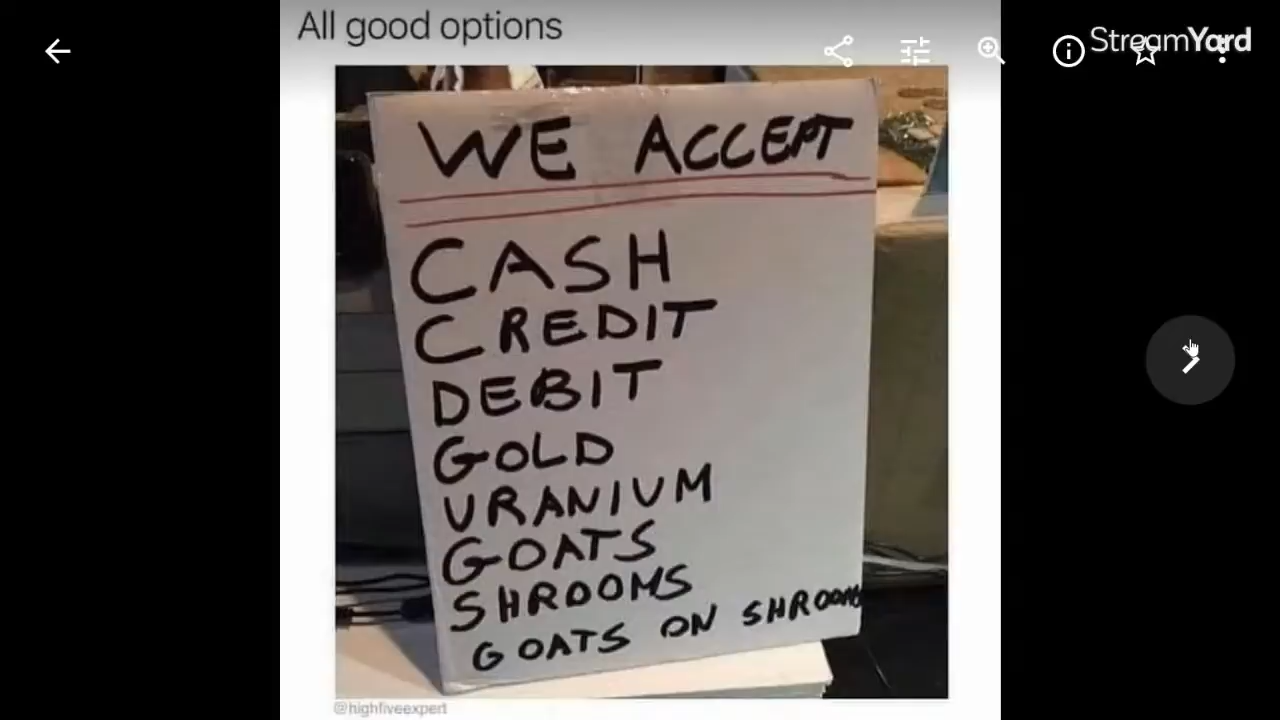 All good options
StreamYard
WE ACCEPT
CASH
CREDIT
DEBIT
GOLD
URANIUM
GOATS
SHROOMS
GOATS ON SHROOMS
@highfiveexpert